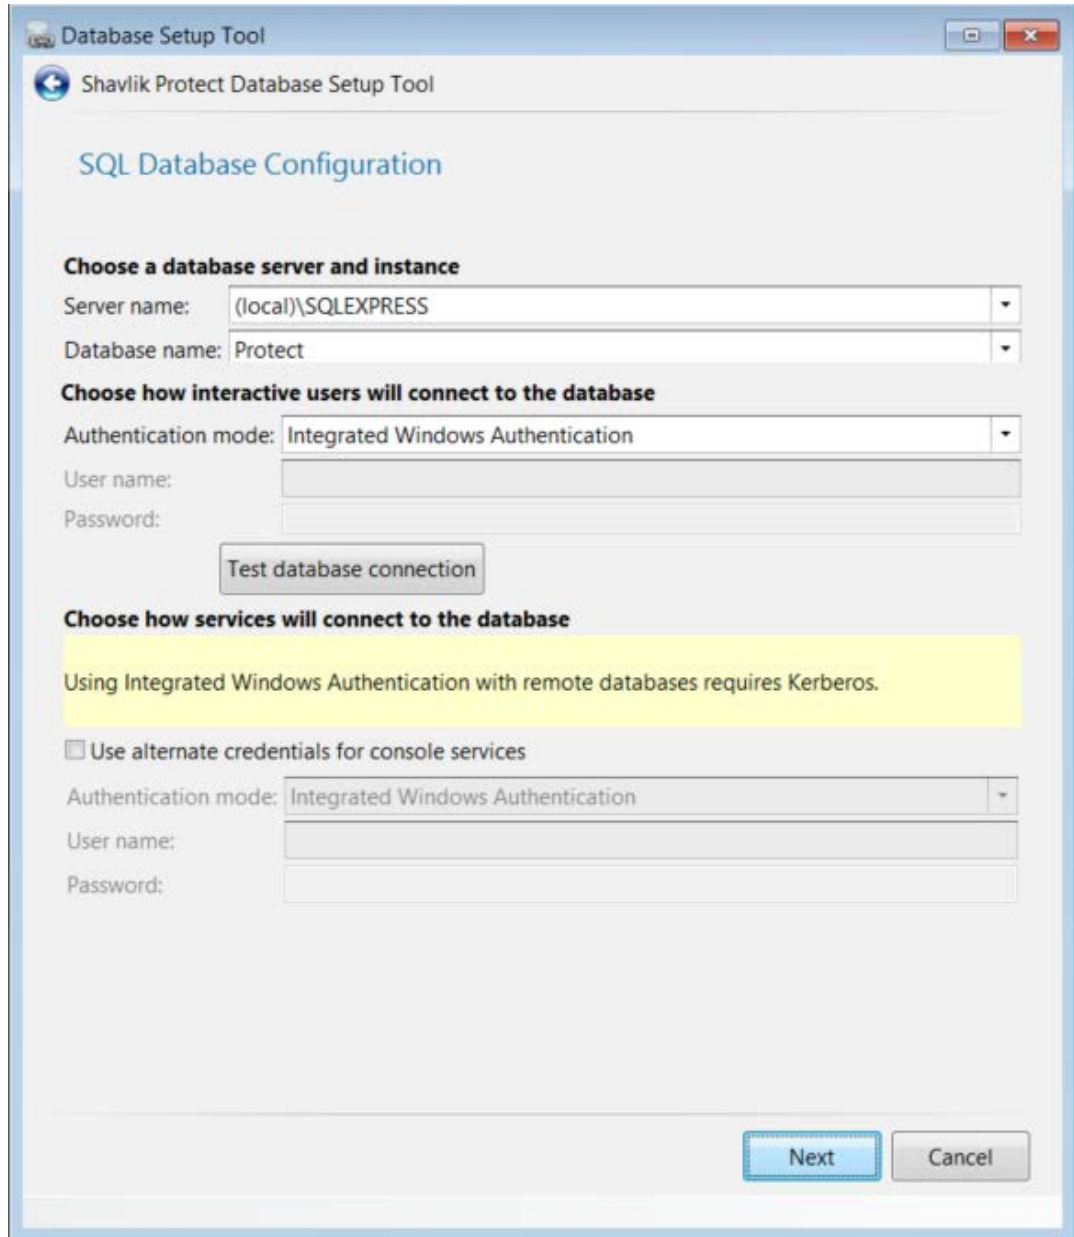 Database Setup Tool
Shavlik Protect Database Setup Tool
SQL Database Configuration
Choose a database server and instance
Server name: (local)\SQLEXPRESS
Database name: Protect
Choose how interactive users will connect to the database
Authentication mode: Integrated Windows Authentication
User name:
Password:
Test database connection
Choose how services will connect to the database
Using Integrated Windows Authentication with remote databases requires Kerberos.
Use alternate credentials for console services
Authentication mode: Integrated Windows Authentication
User name:
Password:
Next Cancel